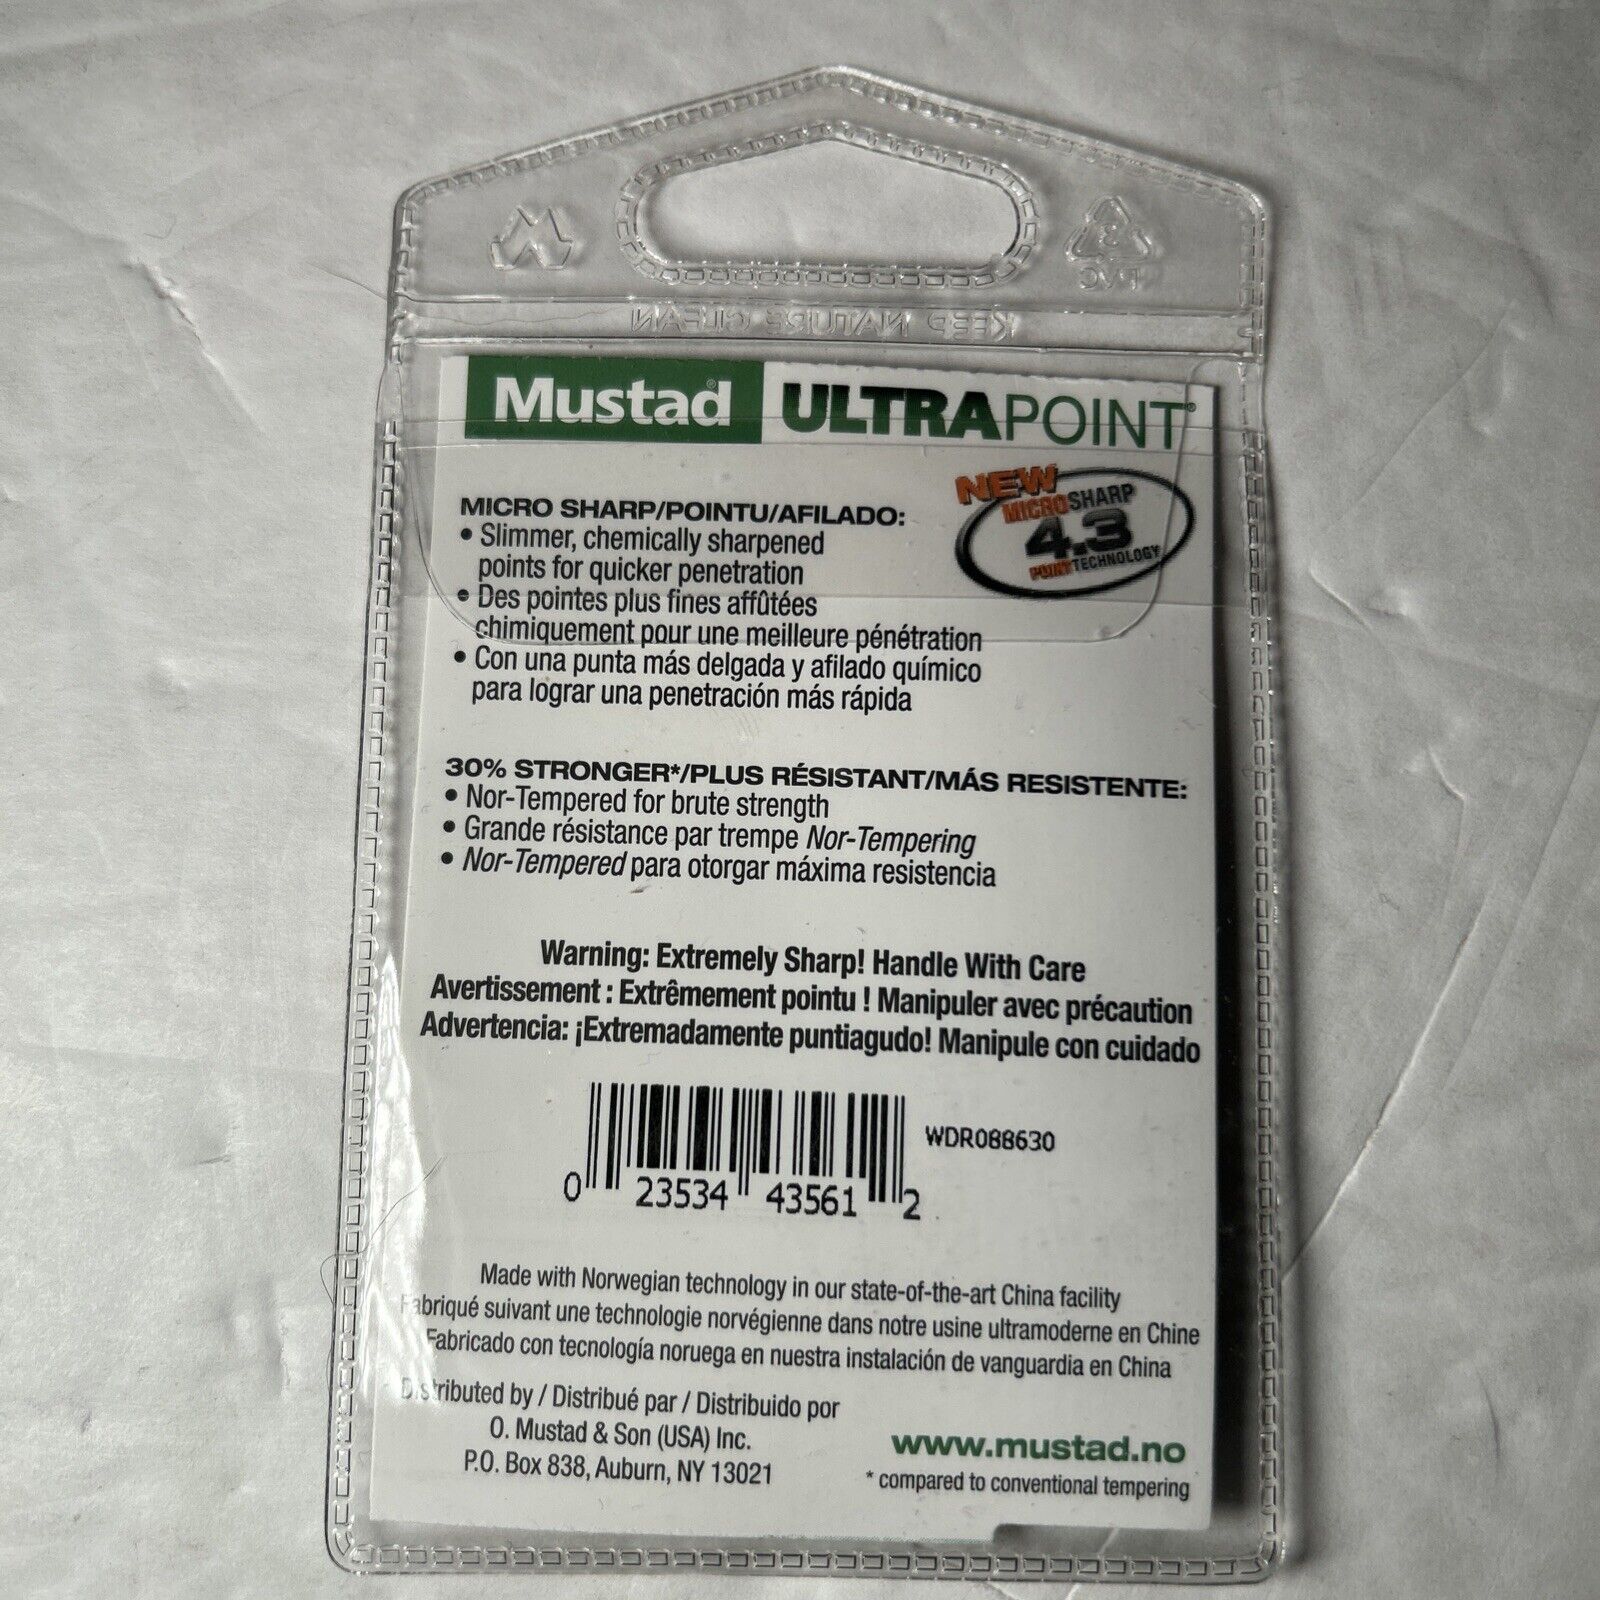 3
PVC
KEEP NATURE CLEAN
Mustad® ULTRAPOINT®
NEW
MICROSHARP
4.3
POINTTECHNOLOGY
MICRO SHARP/POINTU/AFILADO:
• Slimmer, chemically sharpened
points for quicker penetration
• Des pointes plus fines affûtées
chimiquement pour une meilleure pénétration
• Con una punta más delgada y afilado químico
para lograr una penetración más rápida
30% STRONGER*/PLUS RÉSISTANT/MÁS RESISTENTE:
• Nor-Tempered for brute strength
• Grande résistance par trempe Nor-Tempering
• Nor-Tempered para otorgar máxima resistencia
Warning: Extremely Sharp! Handle With Care
Avertissement : Extrêmement pointu ! Manipuler avec précaution
Advertencia: ¡Extremadamente puntiagudo! Manipule con cuidado
WDR088630
0 23534 43561 2
Made with Norwegian technology in our state-of-the-art China facility
Fabriqué suivant une technologie norvégienne dans notre usine ultramoderne en Chine
Fabricado con tecnología noruega en nuestra instalación de vanguardia en China
Distributed by / Distribué par / Distribuido por
O. Mustad & Son (USA) Inc.
P.O. Box 838, Auburn, NY 13021
www.mustad.no
* compared to conventional tempering